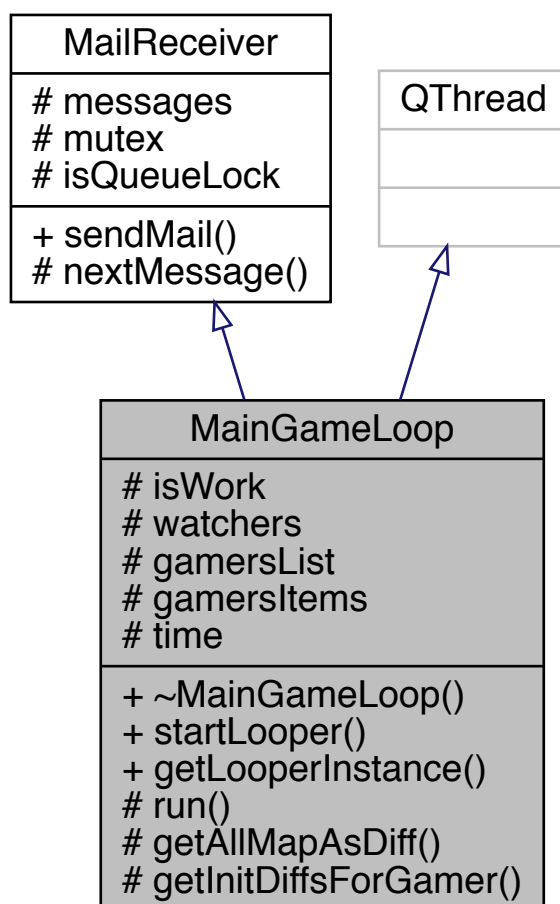 MailReceiver
# messages
# mutex
# isQueueLock
+ sendMail()
# nextMessage()
QThread
MainGameLoop
# isWork
# watchers
# gamersList
# gamersItems
# time
+ ~MainGameLoop()
+ startLooper()
+ getLooperInstance()
# run()
# getAllMapAsDiff()
# getInitDiffsForGamer()